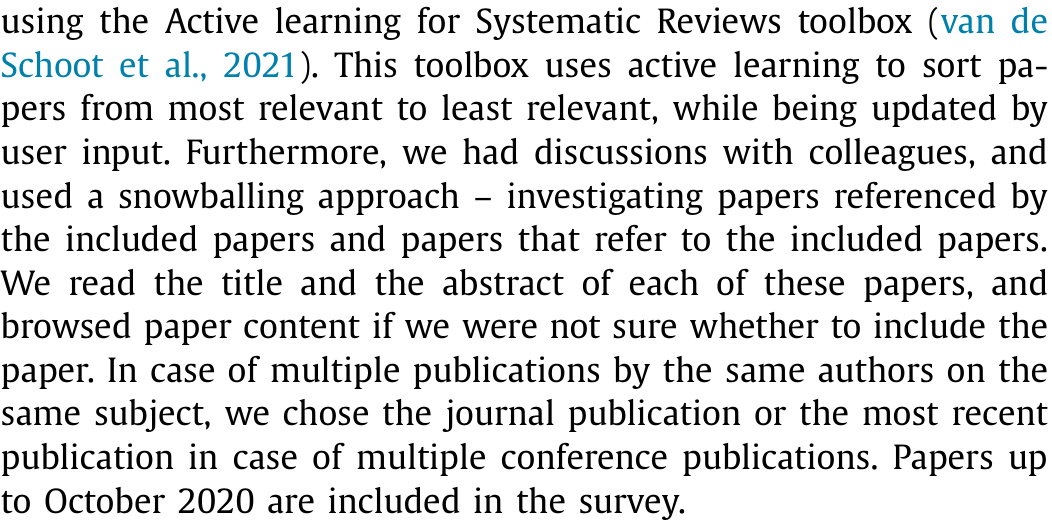 using the Active learning for Systematic Reviews toolbox (van de
Schoot et al., 2021). This toolbox uses active learning to sort pa-
pers from most relevant to least relevant, while being updated by
user input. Furthermore, we had discussions with colleagues, and
used a snowballing approach – investigating papers referenced by
the included papers and papers that refer to the included papers.
We read the title and the abstract of each of these papers, and
browsed paper content if we were not sure whether to include the
paper. In case of multiple publications by the same authors on the
same subject, we chose the journal publication or the most recent
publication in case of multiple conference publications. Papers up
to October 2020 are included in the survey.